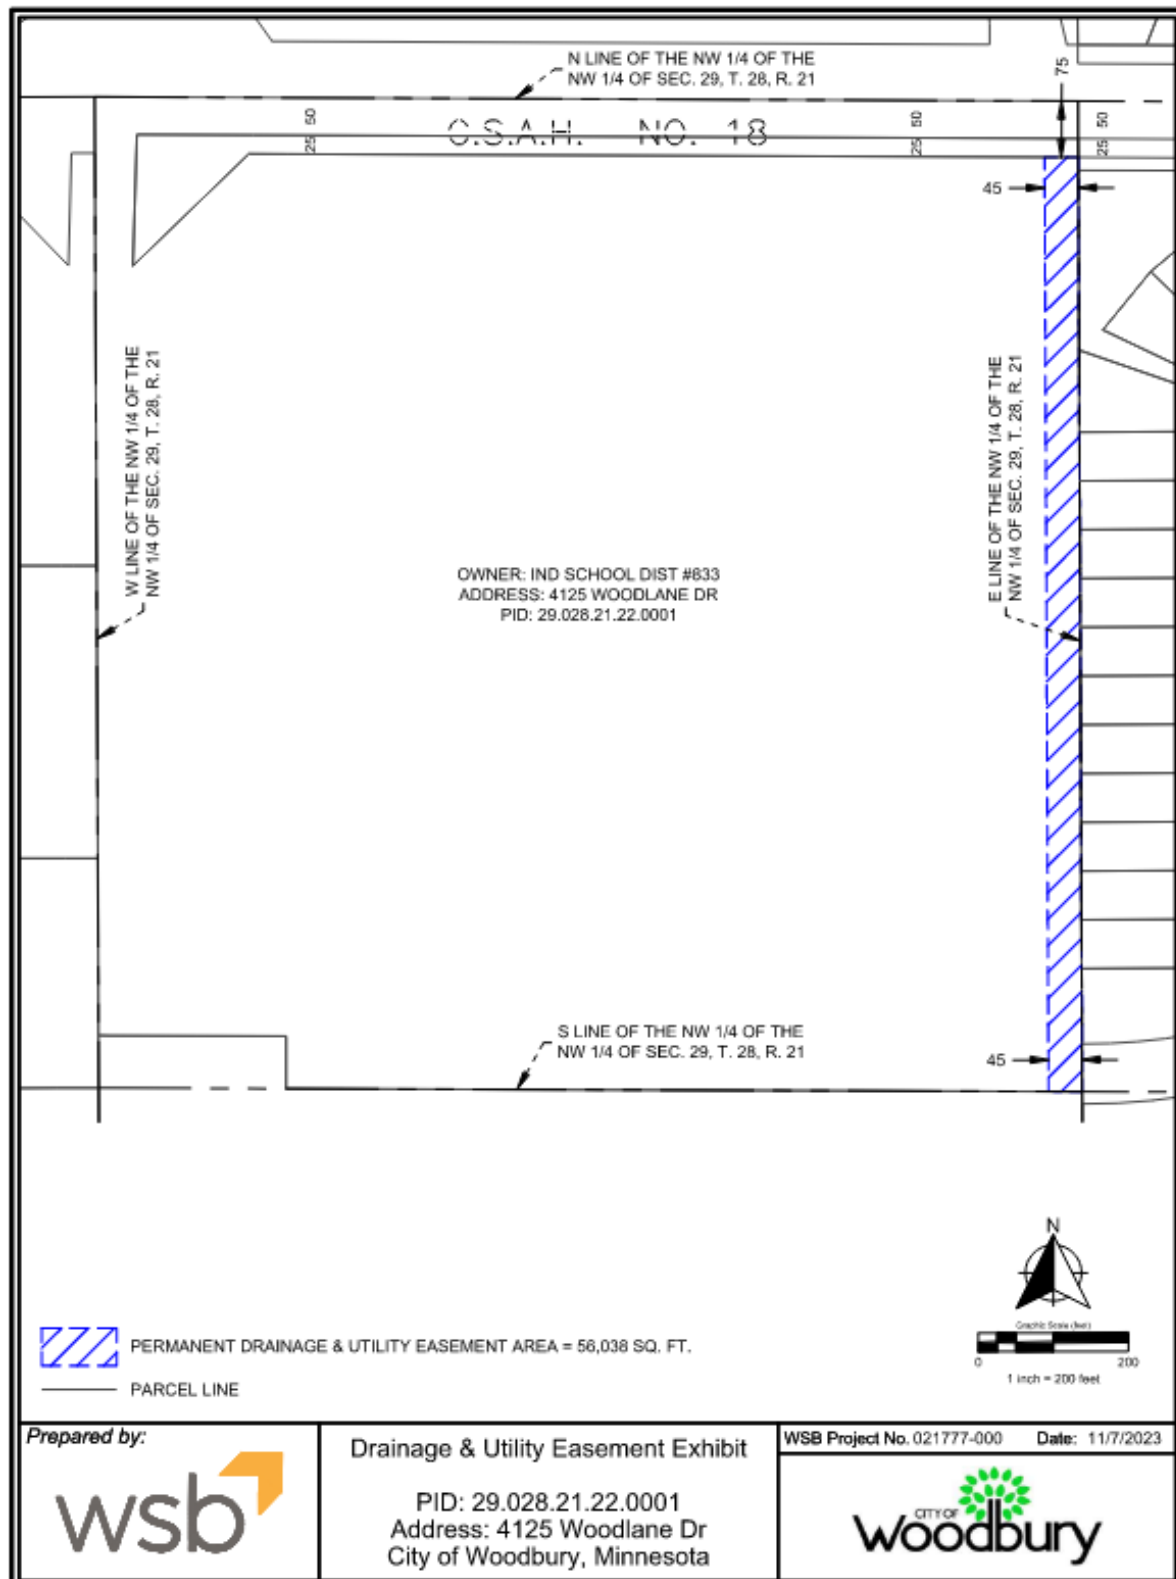 N LINE OF THE NW 1/4 OF THE
NW 1/4 OF SEC. 29, T. 28, R. 21
75
50
25
C.S.A.H. NO. 18
50
25
50
25
45
W LINE OF THE NW 1/4 OF THE
NW 1/4 OF SEC. 29, T. 28, R. 21
E LINE OF THE NW 1/4 OF THE
NW 1/4 OF SEC. 29, T. 28, R. 21
OWNER: IND SCHOOL DIST #833
ADDRESS: 4125 WOODLANE DR
PID: 29.028.21.22.0001
S LINE OF THE NW 1/4 OF THE
NW 1/4 OF SEC. 29, T. 28, R. 21
45
N
Graphic Scale (feet)
0 200
1 inch = 200 feet
PERMANENT DRAINAGE & UTILITY EASEMENT AREA = 56,038 SQ. FT.
PARCEL LINE
Prepared by:
wsb
Drainage & Utility Easement Exhibit
PID: 29.028.21.22.0001
Address: 4125 Woodlane Dr
City of Woodbury, Minnesota
WSB Project No. 021777-000 Date: 11/7/2023
CITY OF
Woodbury